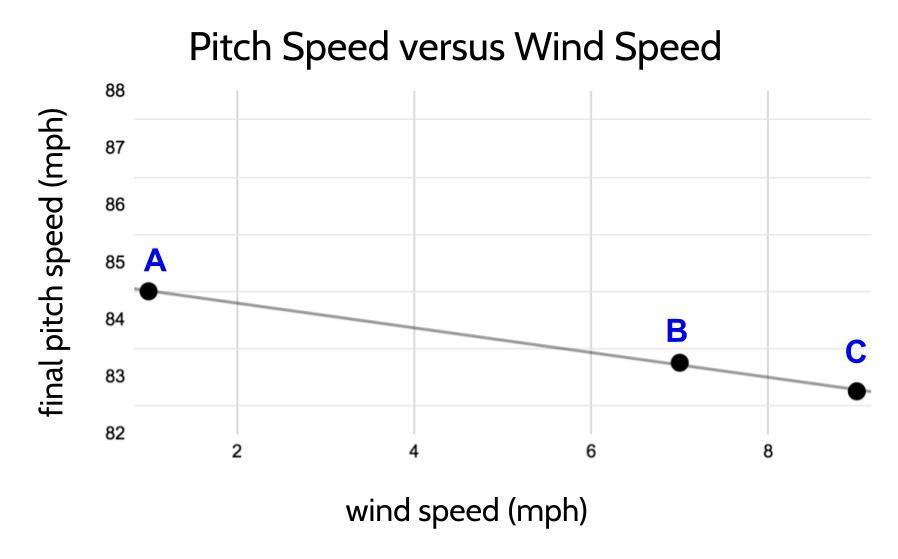 Pitch Speed versus Wind Speed
final pitch speed (mph)
88
87
86
85
84
83
82
A
B
C
2 4 6 8
wind speed (mph)